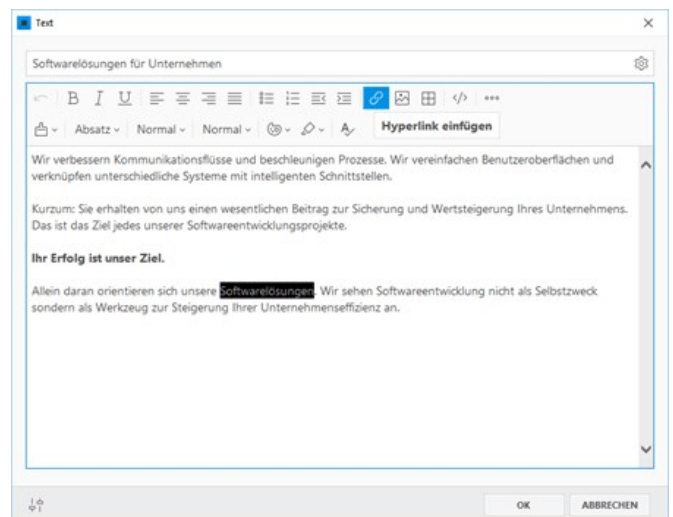 Text
Softwarelösungen für Unternehmen
B I U
Absatz Normal Normal
Hyperlink einfügen
Wir verbessern Kommunikationsflüsse und beschleunigen Prozesse. Wir vereinfachen Benutzeroberflächen und
verknüpfen unterschiedliche Systeme mit intelligenten Schnittstellen.
Kurzum: Sie erhalten von uns einen wesentlichen Beitrag zur Sicherung und Wertsteigerung Ihres Unternehmens.
Das ist das Ziel jedes unserer Softwareentwicklungsprojekte.
Ihr Erfolg ist unser Ziel.
Allein daran orientieren sich unsere Softwarelösungen. Wir sehen Softwareentwicklung nicht als Selbstzweck
sondern als Werkzeug zur Steigerung Ihrer Unternehmenseffizienz an.
OK ABBRECHEN